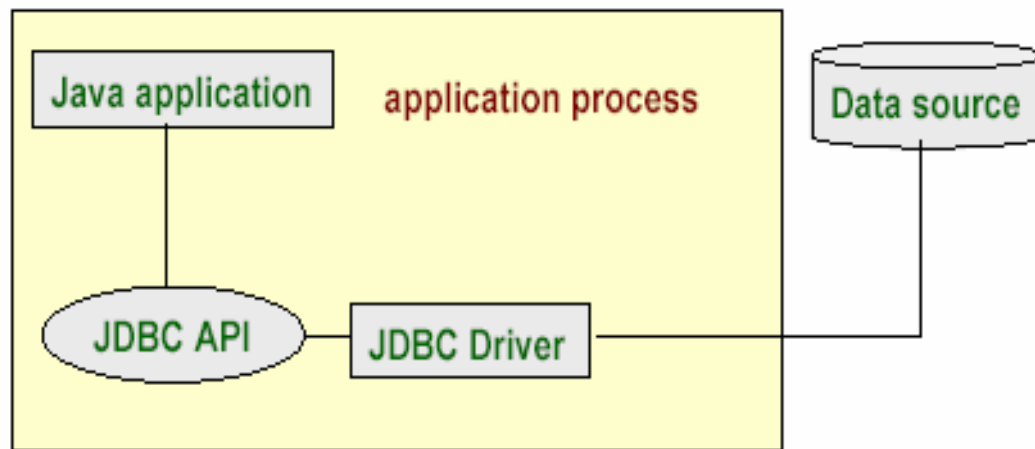 Java application
application process
Data source
JDBC API
JDBC Driver